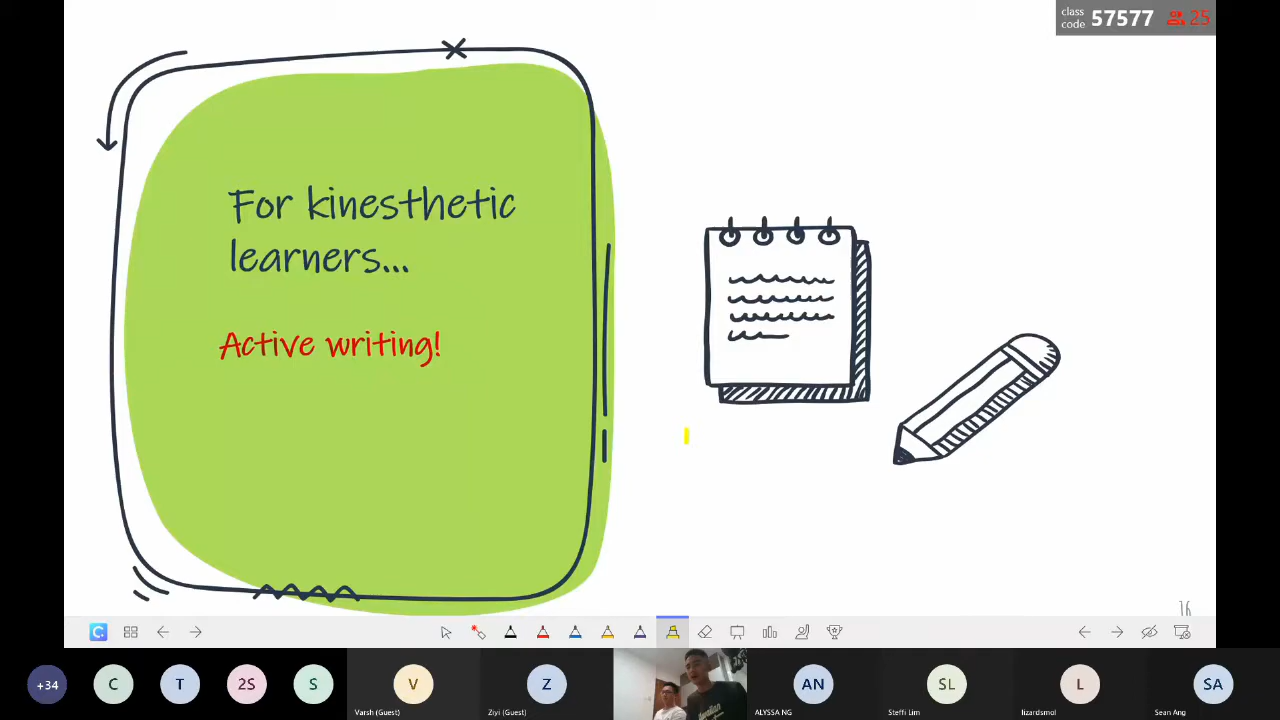 class
code 57577 25
For kinesthetic
learners...
Active writing!
16
C
+34
C
T
2S
S
V
Z
AN
SL
L
SA
Varsh (Guest)
Ziyi (Guest)
ALYSSA NG
Steffi Lim
lizardsmol
Sean Ang